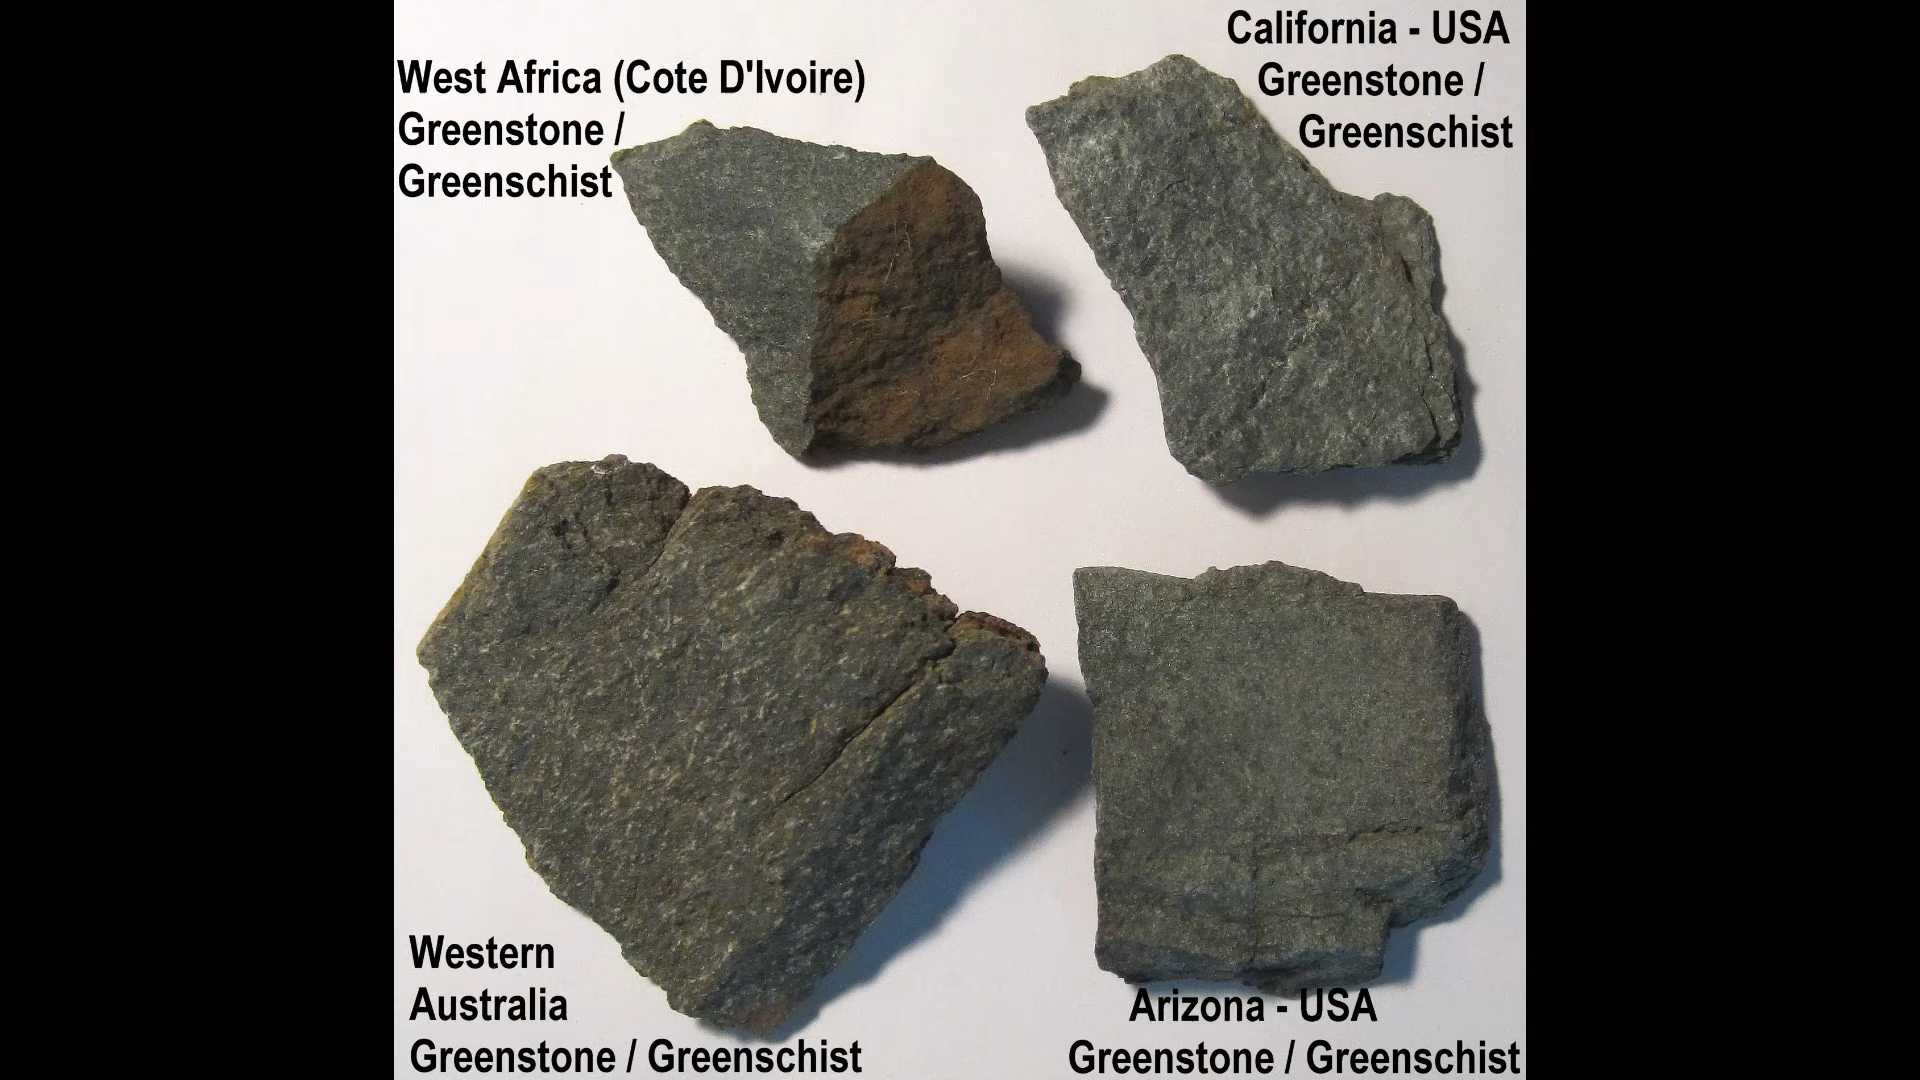 West Africa (Cote D'Ivoire)
Greenstone /
Greenschist
California - USA
Greenstone /
Greenschist
Western
Australia
Greenstone / Greenschist
Arizona - USA
Greenstone / Greenschist